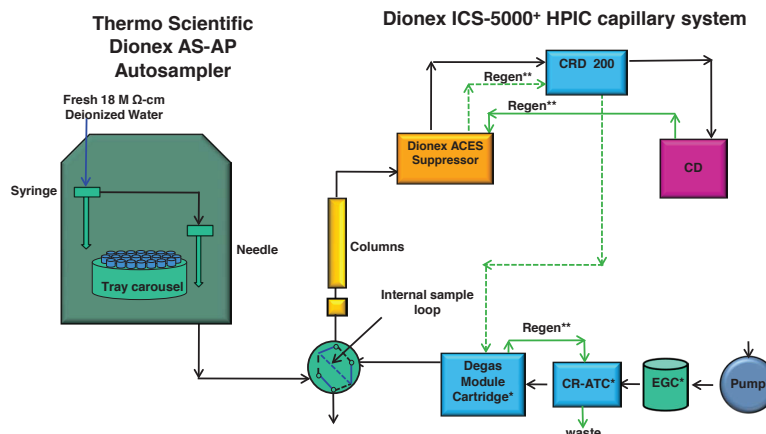 Thermo Scientific
Dionex AS-AP
Autosampler
Dionex ICS-5000+ HPIC capillary system
Fresh 18 M Ω-cm
Deionized Water
Syringe
Needle
Tray carousel
CRD 200
Regen**
Regen**
Dionex ACES
Suppressor
CD
Columns
Internal sample
loop
Regen**
Degas
Module
Cartridge*
CR-ATC*
EGC*
Pump
waste